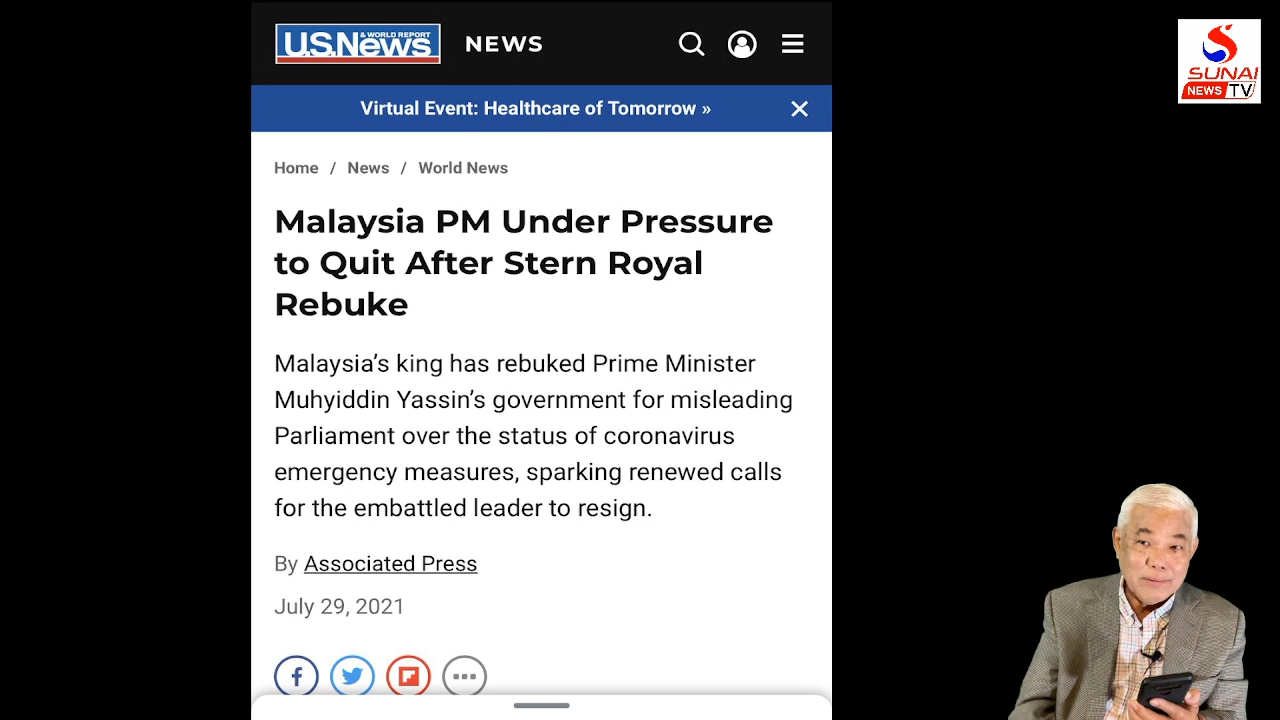 U.S.News
& WORLD REPORT
NEWS
SUNAI
NEWS TV
Virtual Event: Healthcare of Tomorrow »
Home / News / World News
Malaysia PM Under Pressure
to Quit After Stern Royal
Rebuke
Malaysia’s king has rebuked Prime Minister
Muhyiddin Yassin’s government for misleading
Parliament over the status of coronavirus
emergency measures, sparking renewed calls
for the embattled leader to resign.
By Associated Press
July 29, 2021